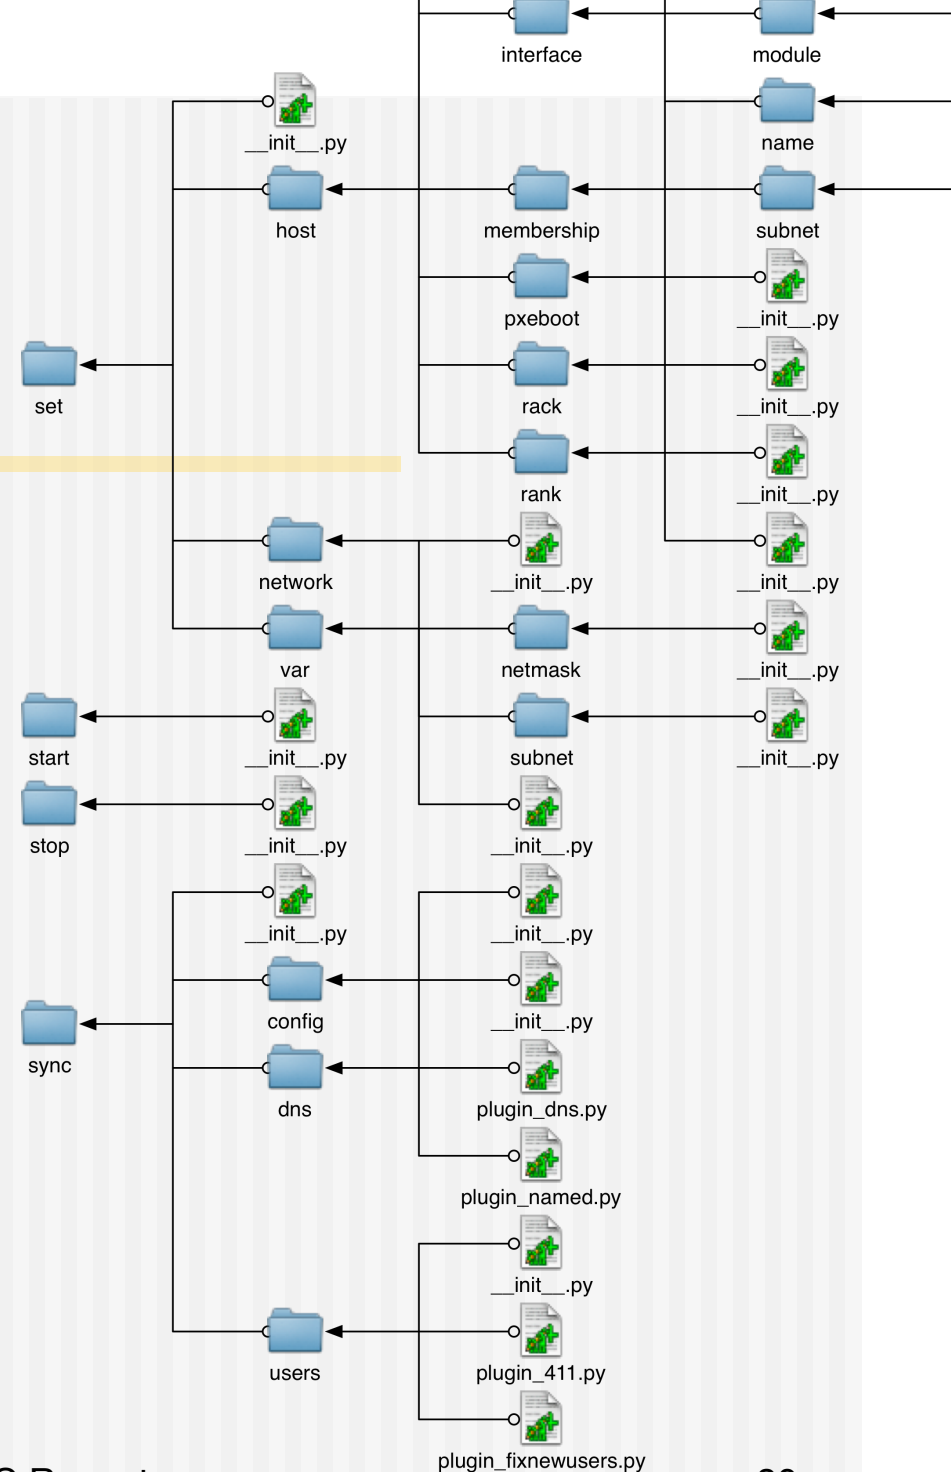 interface module
__init__.py name
host membership subnet
pxeboot __init__.py
set rack __init__.py
rank __init__.py
network __init__.py __init__.py
var netmask __init__.py
start __init__.py subnet __init__.py
stop __init__.py __init__.py
__init__.py __init__.py
config __init__.py
sync
dns plugin_dns.py
plugin_named.py
__init__.py
users plugin_411.py
plugin_fixnewusers.py